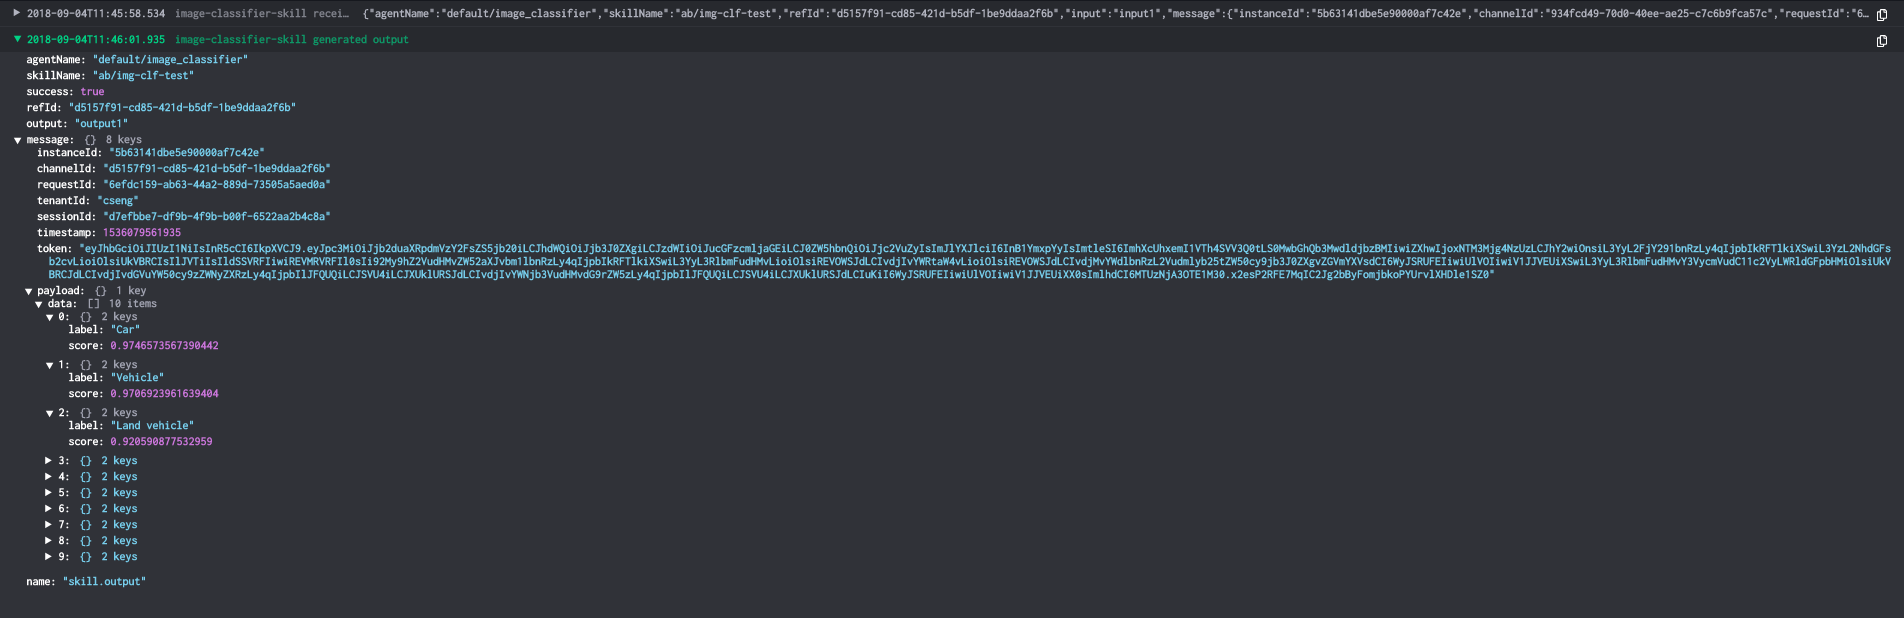 2018-09-04T11:45:58.534 image-classifier-skill recei… {"agentName":"default/image_classifier","skillName":"ab/img-clf-test","refId":"d5157f91-cd85-421d-b5df-1be9ddaa2f6b","input":"input1","message":{"instanceId":"5b63141dbe5e90000af7c42e","channelId":"934fcd49-70d0-40ee-ae25-c7c6b9fca57c","requestId":"6…
2018-09-04T11:46:01.935 image-classifier-skill generated output
agentName: "default/image_classifier"
skillName: "ab/img-clf-test"
success: true
refId: "d5157f91-cd85-421d-b5df-1be9ddaa2f6b"
output: "output1"
message: {} 8 keys
instanceId: "5b63141dbe5e90000af7c42e"
channelId: "d5157f91-cd85-421d-b5df-1be9ddaa2f6b"
requestId: "6efdc159-ab63-44a2-889d-73505a5aed0a"
tenantId: "cseng"
sessionId: "d7efbbe7-df9b-4f9b-b00f-6522aa2b4c8a"
timestamp: 1536079561935
token:
payload: {} 1 key
data: [] 10 items
0: {} 2 keys
label: "Car"
score: 0.9746573567390442
1: {} 2 keys
label: "Vehicle"
score: 0.9706923961639404
2: {} 2 keys
label: "Land vehicle"
score: 0.920590877532959
3: {} 2 keys
4: {} 2 keys
5: {} 2 keys
6: {} 2 keys
7: {} 2 keys
8: {} 2 keys
9: {} 2 keys
name: "skill.output"